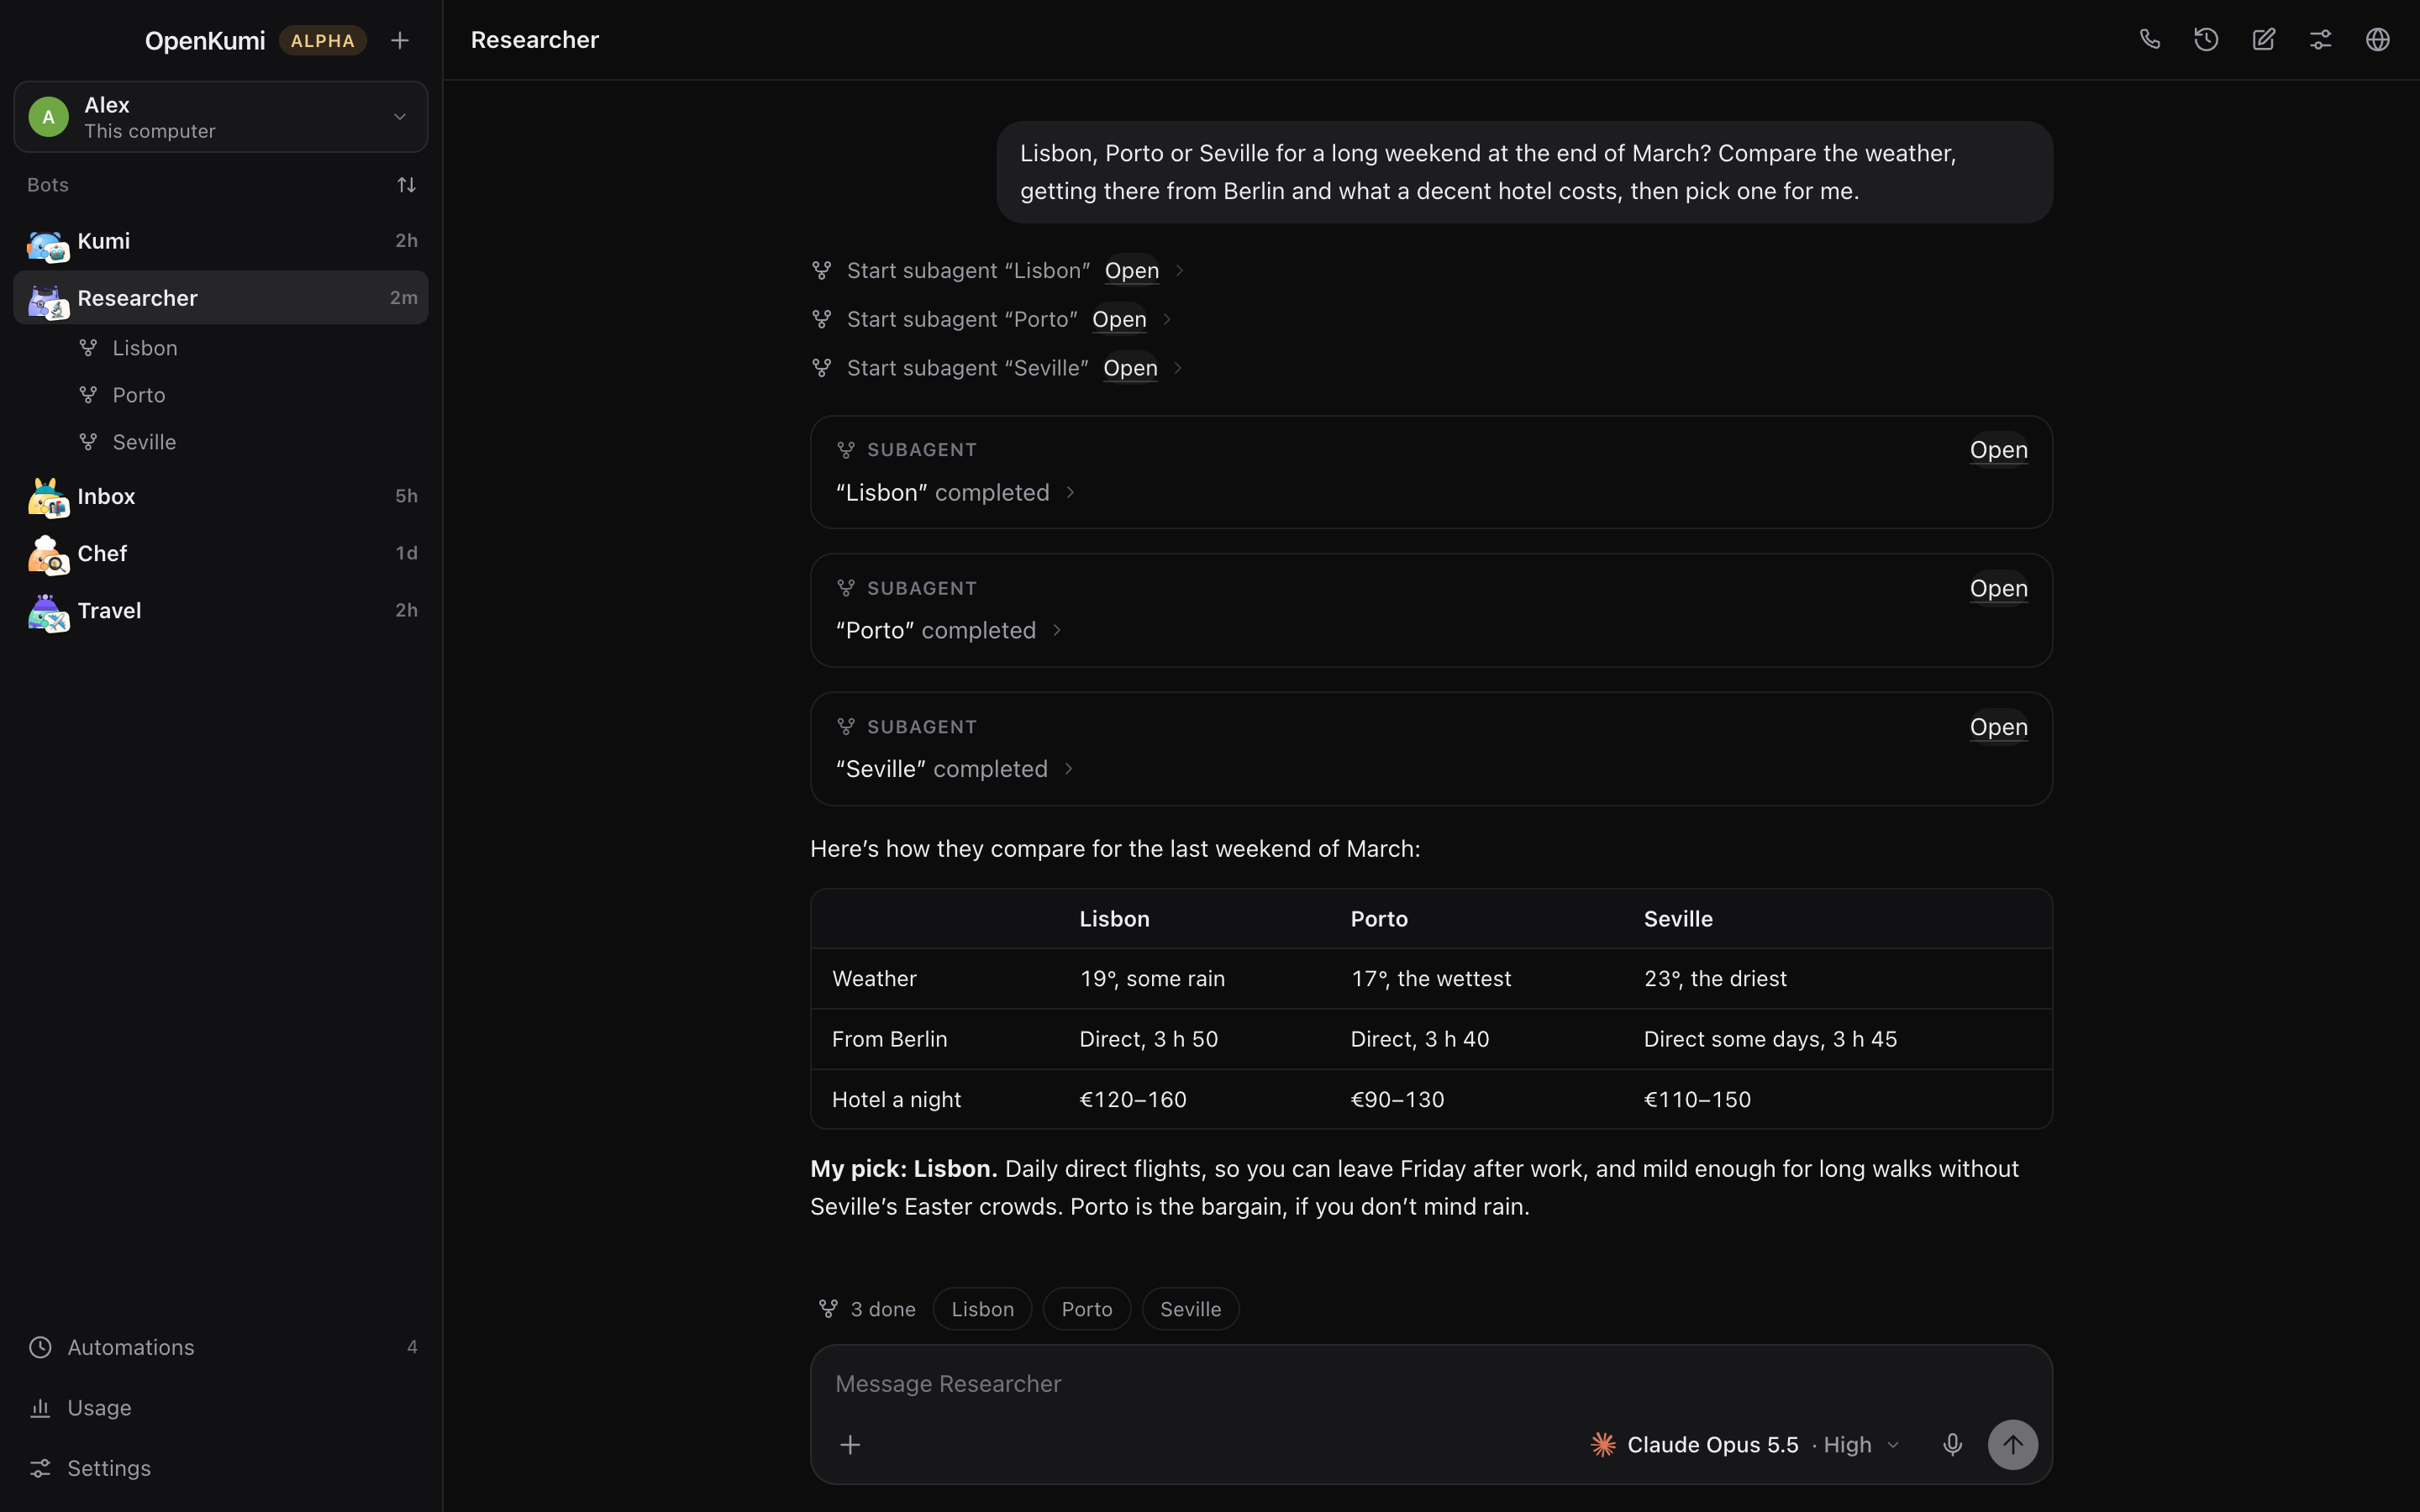 OpenKumi ALPHA
Alex
This computer
Bots
Kumi 2h
Researcher 2m
Lisbon
Porto
Seville
Inbox 5h
Chef 1d
Travel 2h
Automations 4
Usage
Settings
Researcher
Lisbon, Porto or Seville for a long weekend at the end of March? Compare the weather,
getting there from Berlin and what a decent hotel costs, then pick one for me.
Start subagent “Lisbon” Open
Start subagent “Porto” Open
Start subagent “Seville” Open
SUBAGENT Open
“Lisbon” completed
SUBAGENT Open
“Porto” completed
SUBAGENT Open
“Seville” completed
Here’s how they compare for the last weekend of March:
Lisbon Porto Seville
Weather 19°, some rain 17°, the wettest 23°, the driest
From Berlin Direct, 3 h 50 Direct, 3 h 40 Direct some days, 3 h 45
Hotel a night €120–160 €90–130 €110–150
My pick: Lisbon. Daily direct flights, so you can leave Friday after work, and mild enough for long walks without
Seville’s Easter crowds. Porto is the bargain, if you don’t mind rain.
3 done Lisbon Porto Seville
Message Researcher
Claude Opus 5.5 · High